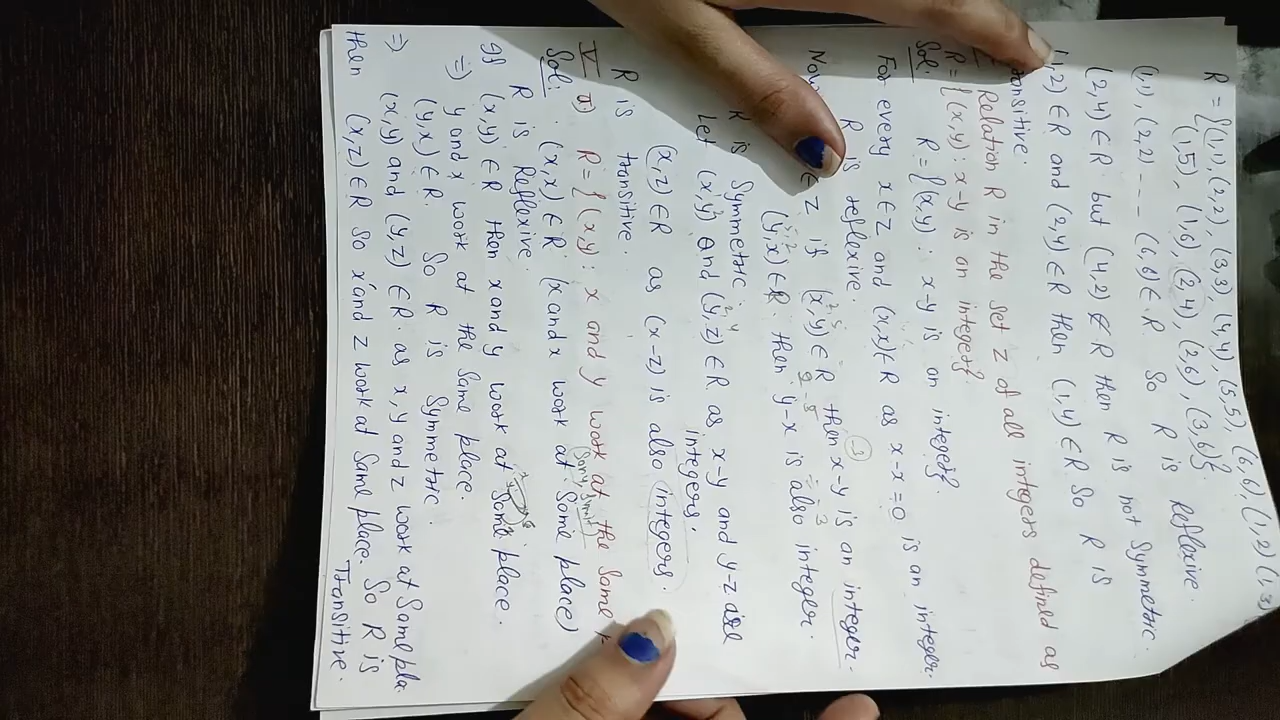 R = {(1,1), (2,2), (3,3), (4,4), (5,5), (6,6), (1,2) (1,3)
(1,5), (1,6), (2,4), (2,6), (3,6)}
(1,1), (2,2) ---- (6,6) ∈ R. So R is Reflexive.
(2,4) ∈ R but (4,2) ∉ R then R is not Symmetric.
1,2) ∈ R and (2,4) ∈ R then (1,4) ∈ R So R is
transitive.
Relation R in the set Z of all integers define as
R = {(x,y): x-y is an integer}.
Sol: R = {(x,y): x-y is an integer}.
For every x∈Z and (x,x)∈R as x-x=0 is an integer.
R is reflexive.
Now ∈ Z if (x,y)∈R then x-y is an integer.
(y,x)∈R. then y-x is also integer.
R is Symmetric.
Let (x,y) and (y,z)∈R as x-y and y-z are
integers.
(x,z)∈R as (x-z) is also integers.
R is transitive.
V a) R={(x,y): x and y work at the same
Sol: (x,x)∈R (x and x work at Same place)
R is Reflexive.
If (x,y)∈R then x and y work at Same place.
⇒ y and x work at the same place.
(y,x)∈R. So R is Symmetric.
⇒ (x,y) and (y,z)∈R. as x,y and z work at Same pla
then (x,z)∈R So x and z work at Same place. So R is
Transitive.